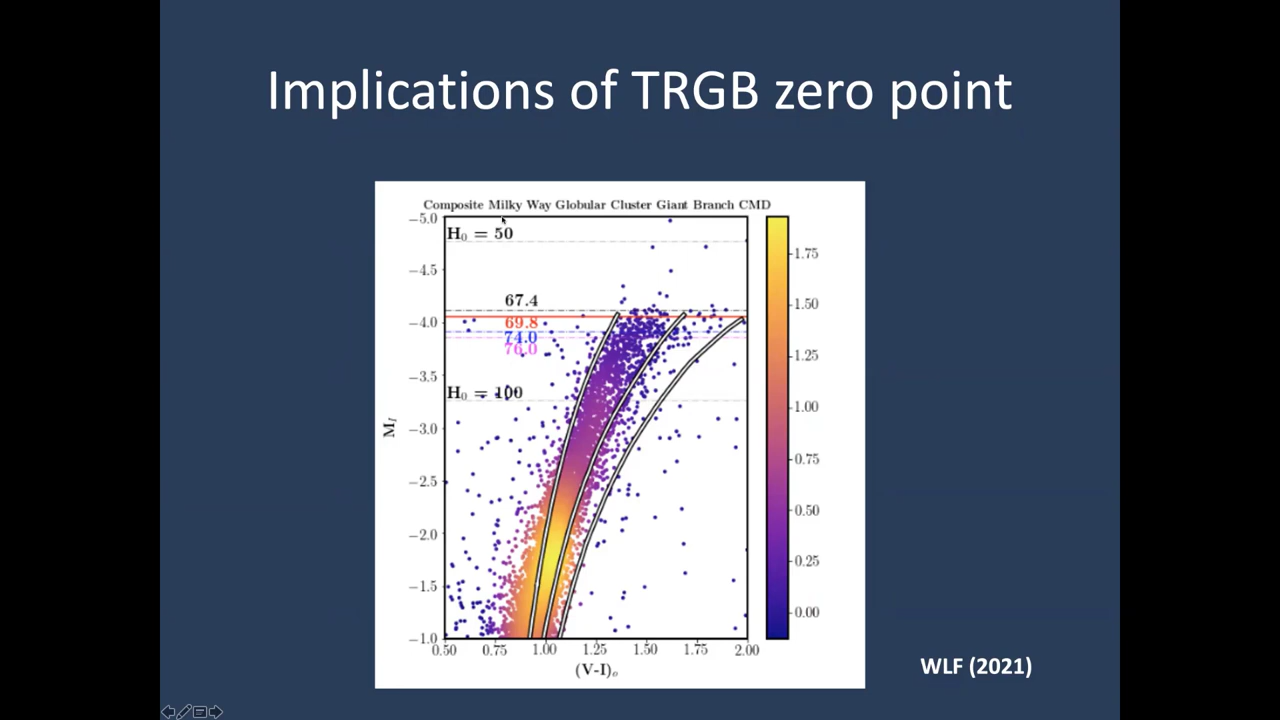 Implications of TRGB zero point
Composite Milky Way Globular Cluster Giant Branch CMD
−5.0
H₀ = 50
−4.5
67.4
−4.0
69.8
74.0
76.0
−3.5
H₀ = 100
−3.0
M_I
−2.5
−2.0
−1.5
−1.0
0.50 0.75 1.00 1.25 1.50 1.75 2.00
(V-I)ₒ
1.75
1.50
1.25
1.00
0.75
0.50
0.25
0.00
WLF (2021)